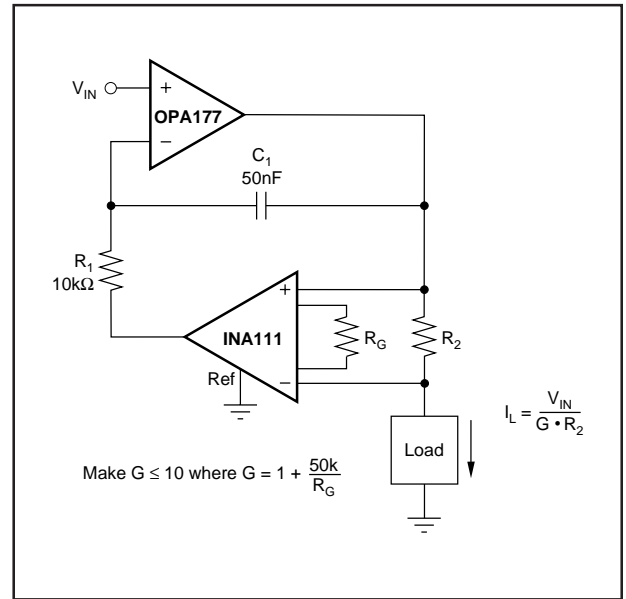 V_IN
+
OPA177
−
C_1
50nF
R_1
10kΩ
+
INA111
R_G
R_2
Ref
−
I_L = V_IN / G • R_2
Load
Make G ≤ 10 where G = 1 + 50k / R_G